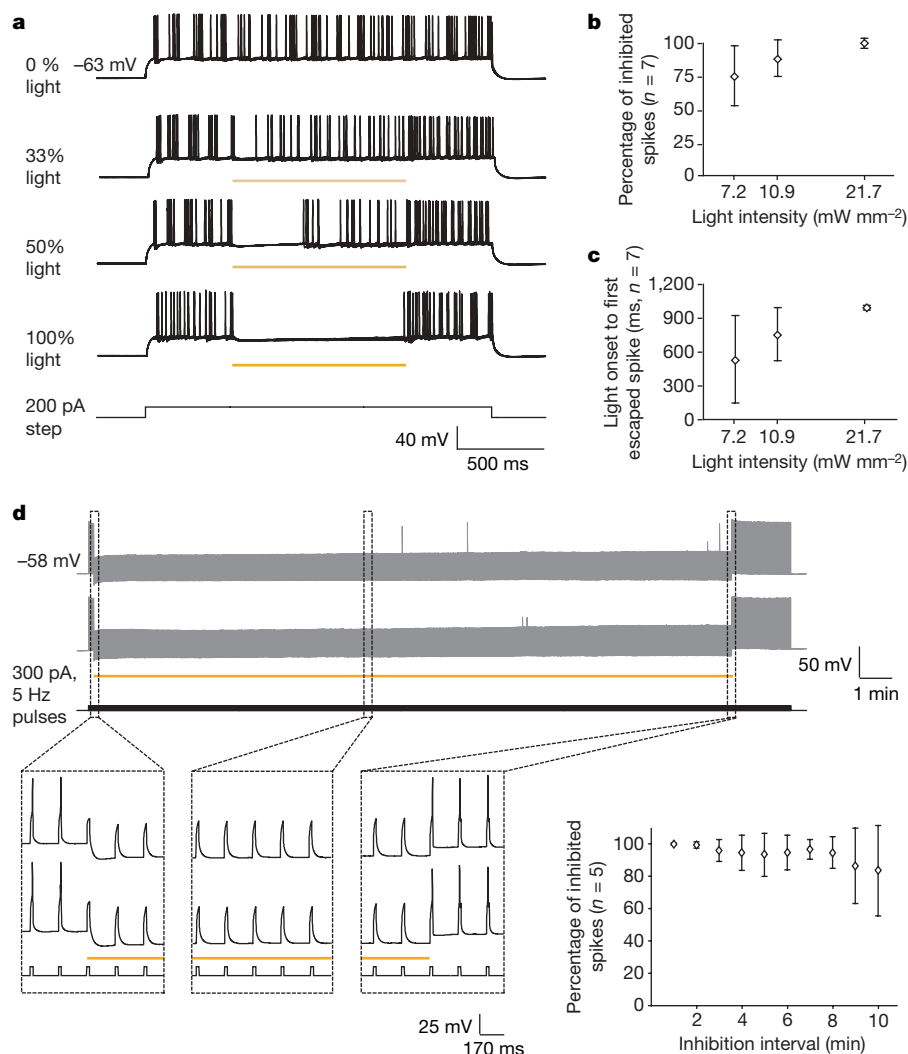 a
0 %
light
–63 mV
33%
light
50%
light
100%
light
200 pA
step
40 mV
500 ms
b
Percentage of inhibited
spikes (n = 7)
100
75
50
25
0
7.2 10.9 21.7
Light intensity (mW mm–2)
c
Light onset to first
escaped spike (ms, n = 7)
1,200
900
600
300
0
7.2 10.9 21.7
Light intensity (mW mm–2)
d
–58 mV
300 pA,
5 Hz
pulses
50 mV
1 min
25 mV
170 ms
Percentage of inhibited
spikes (n = 5)
100
80
60
40
20
0
2 4 6 8 10
Inhibition interval (min)